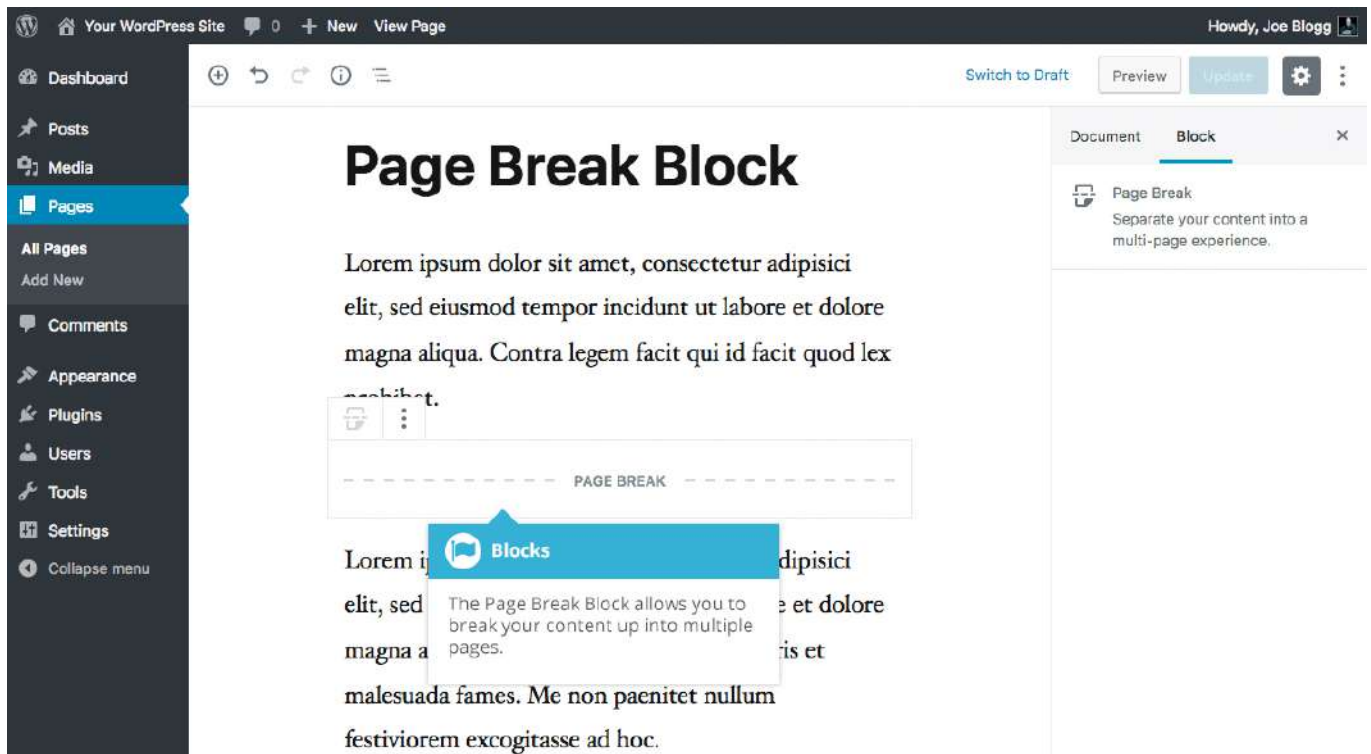 Your WordPress Site 0 + New View Page Howdy, Joe Blogg
Dashboard
Posts
Media
Pages
All Pages
Add New
Comments
Appearance
Plugins
Users
Tools
Settings
Collapse menu
Switch to Draft Preview Update
Page Break Block
Lorem ipsum dolor sit amet, consectetur adipisici
elit, sed eiusmod tempor incidunt ut labore et dolore
magna aliqua. Contra legem facit qui id facit quod lex
PAGE BREAK
Lorem adipisici
elit, sed et dolore
magna
malesuada fames. Me non paenitet nullum
festiviorem excogitasse ad hoc.
Blocks
The Page Break Block allows you to
break your content up into multiple
pages.
Document Block
Page Break
Separate your content into a
multi-page experience.